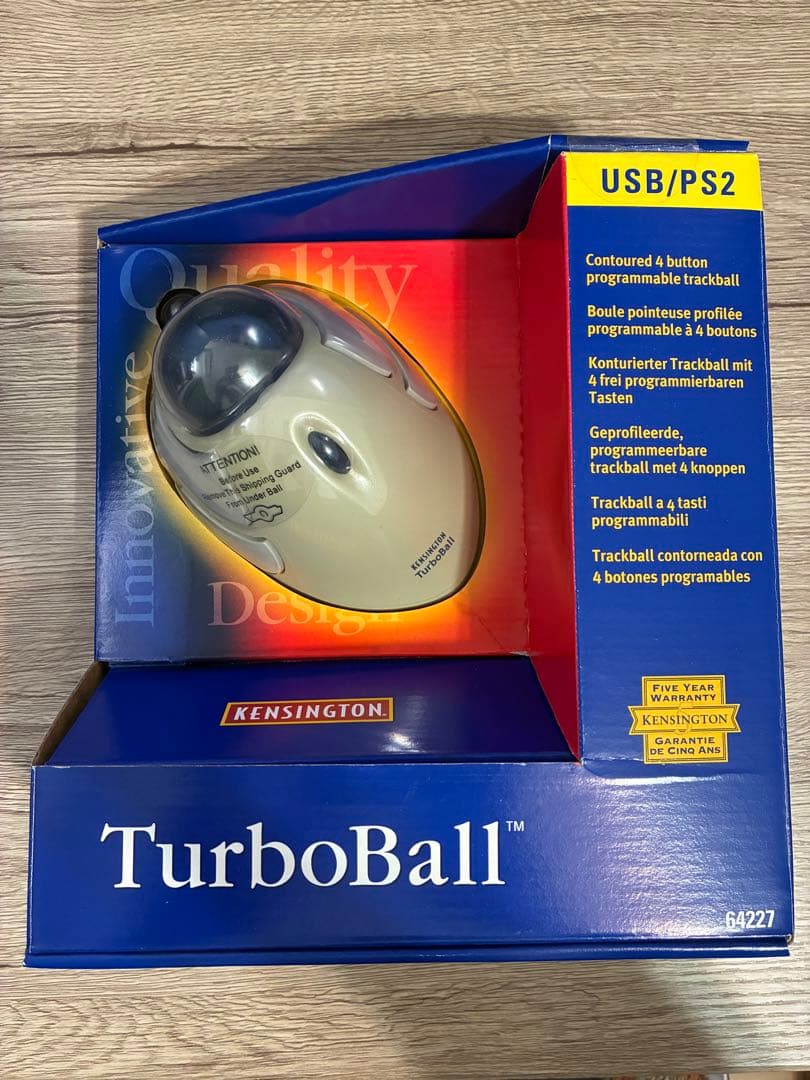 USB/PS2
Contoured 4 button
programmable trackball
Boule pointeuse profilée
programmable à 4 boutons
Konturierter Trackball mit
4 frei programmierbaren
Tasten
Geprofileerde,
programmeerbare
trackball met 4 knoppen
Trackball a 4 tasti
programmabili
Trackball contorneada con
4 botones programables
FIVE YEAR
WARRANTY
KENSINGTON
GARANTIE
DE CINQ ANS
Quality
Innovative
Design
ATTENTION!
Before Use
Remove This Shipping Guard
From Under Ball
KENSINGTON
TurboBall
KENSINGTON
TurboBall™
64227